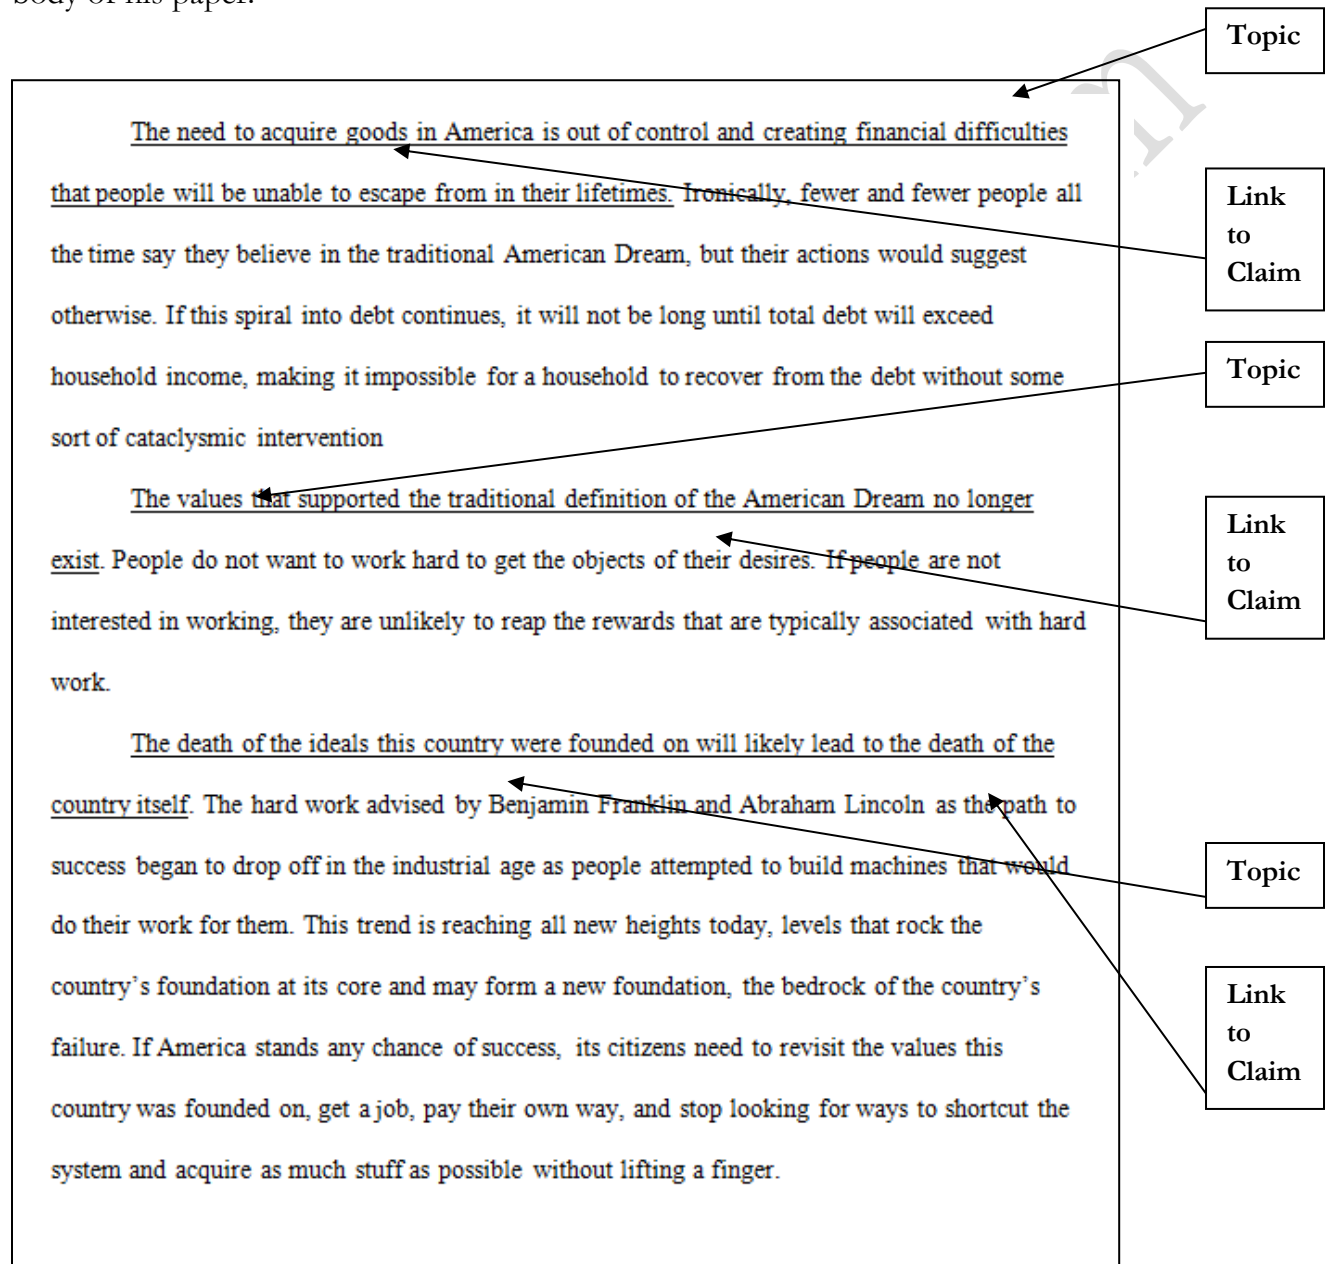 body of his paper.
Topic
The need to acquire goods in America is out of control and creating financial difficulties
that people will be unable to escape from in their lifetimes. Ironically, fewer and fewer people all
the time say they believe in the traditional American Dream, but their actions would suggest
otherwise. If this spiral into debt continues, it will not be long until total debt will exceed
household income, making it impossible for a household to recover from the debt without some
sort of cataclysmic intervention
Link
to
Claim
Topic
The values that supported the traditional definition of the American Dream no longer
exist. People do not want to work hard to get the objects of their desires. If people are not
interested in working, they are unlikely to reap the rewards that are typically associated with hard
work.
Link
to
Claim
The death of the ideals this country were founded on will likely lead to the death of the
country itself. The hard work advised by Benjamin Franklin and Abraham Lincoln as the path to
success began to drop off in the industrial age as people attempted to build machines that would
do their work for them. This trend is reaching all new heights today, levels that rock the
country's foundation at its core and may form a new foundation, the bedrock of the country's
failure. If America stands any chance of success, its citizens need to revisit the values this
country was founded on, get a job, pay their own way, and stop looking for ways to shortcut the
system and acquire as much stuff as possible without lifting a finger.
Topic
Link
to
Claim